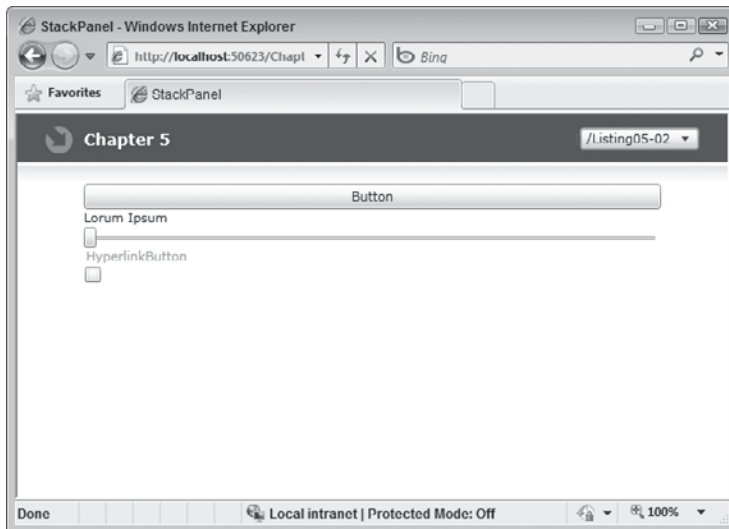 StackPanel - Windows Internet Explorer
http://localhost:50623/Chapt
Bing
Favorites
StackPanel
Chapter 5
/Listing05-02
Button
Lorum Ipsum
HyperlinkButton
Done
Local intranet | Protected Mode: Off
100%